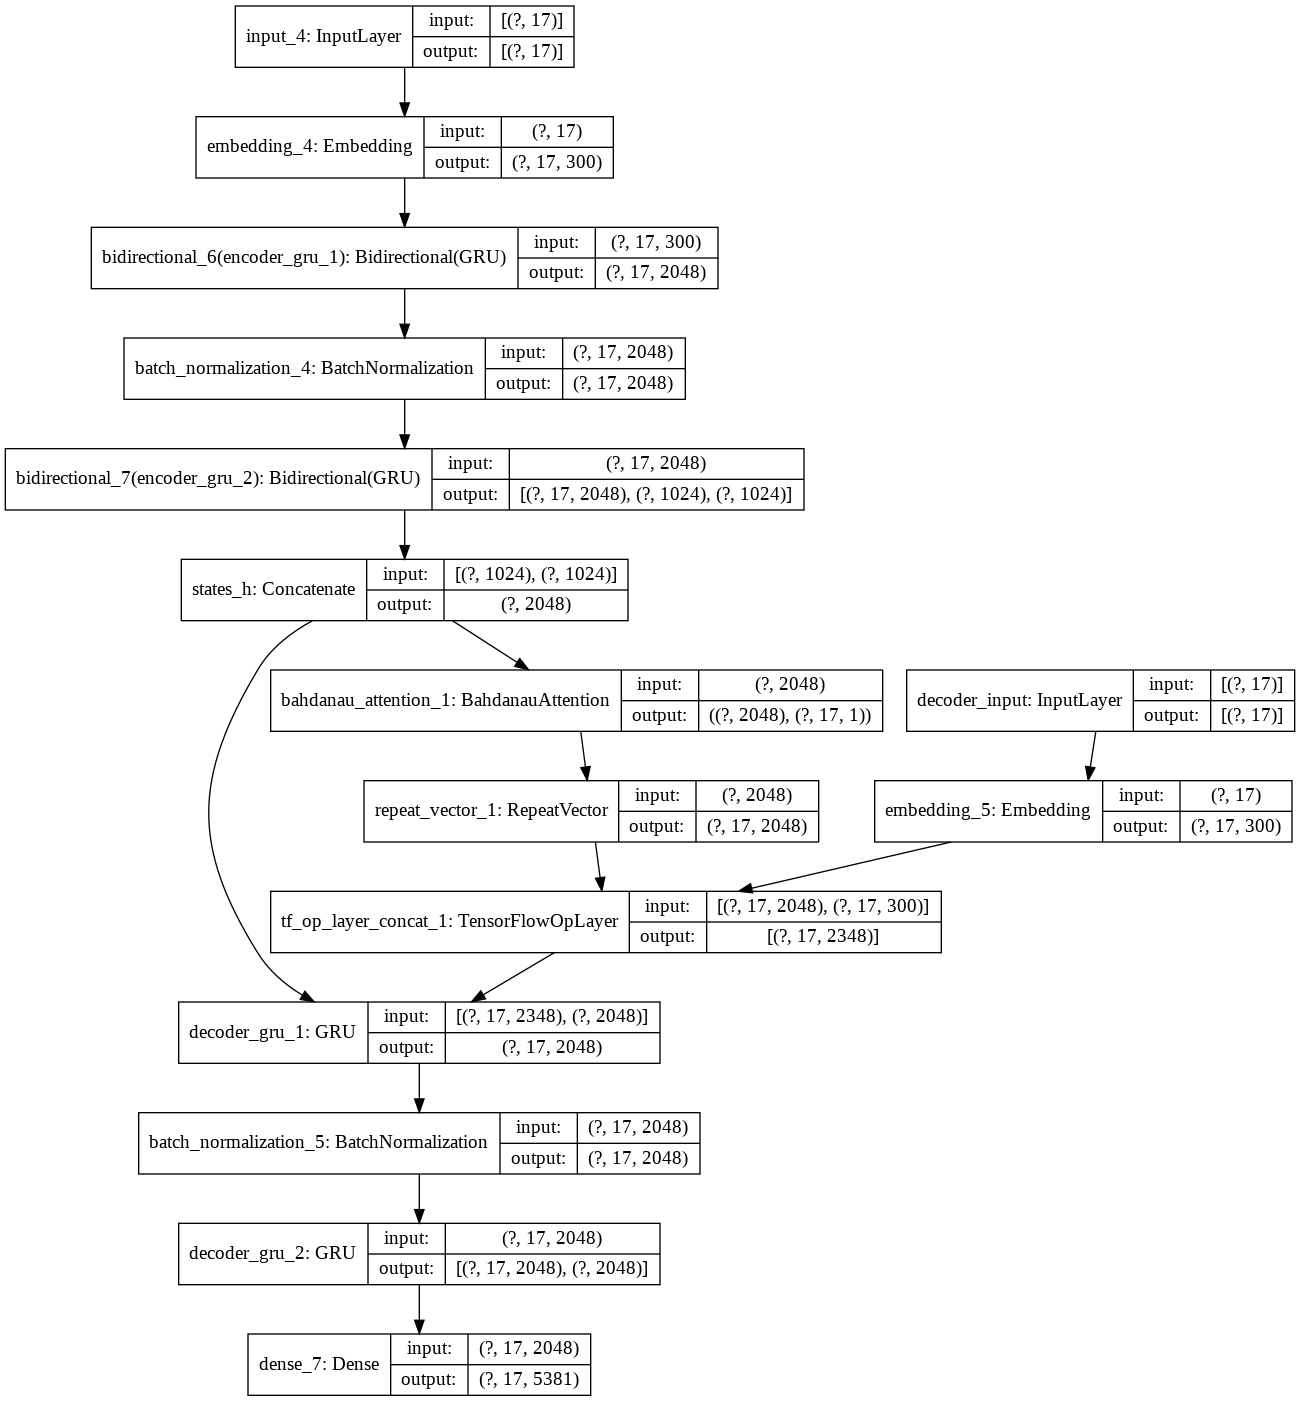 input_4: InputLayer
input: [(?, 17)]
output: [(?, 17)]
embedding_4: Embedding
input: (?, 17)
output: (?, 17, 300)
bidirectional_6(encoder_gru_1): Bidirectional(GRU)
input: (?, 17, 300)
output: (?, 17, 2048)
batch_normalization_4: BatchNormalization
input: (?, 17, 2048)
output: (?, 17, 2048)
bidirectional_7(encoder_gru_2): Bidirectional(GRU)
input: (?, 17, 2048)
output: [(?, 17, 2048), (?, 1024), (?, 1024)]
states_h: Concatenate
input: [(?, 1024), (?, 1024)]
output: (?, 2048)
bahdanau_attention_1: BahdanauAttention
input: (?, 2048)
output: ((?, 2048), (?, 17, 1))
decoder_input: InputLayer
input: [(?, 17)]
output: [(?, 17)]
repeat_vector_1: RepeatVector
input: (?, 2048)
output: (?, 17, 2048)
embedding_5: Embedding
input: (?, 17)
output: (?, 17, 300)
tf_op_layer_concat_1: TensorFlowOpLayer
input: [(?, 17, 2048), (?, 17, 300)]
output: [(?, 17, 2348)]
decoder_gru_1: GRU
input: [(?, 17, 2348), (?, 2048)]
output: (?, 17, 2048)
batch_normalization_5: BatchNormalization
input: (?, 17, 2048)
output: (?, 17, 2048)
decoder_gru_2: GRU
input: (?, 17, 2048)
output: [(?, 17, 2048), (?, 2048)]
dense_7: Dense
input: (?, 17, 2048)
output: (?, 17, 5381)